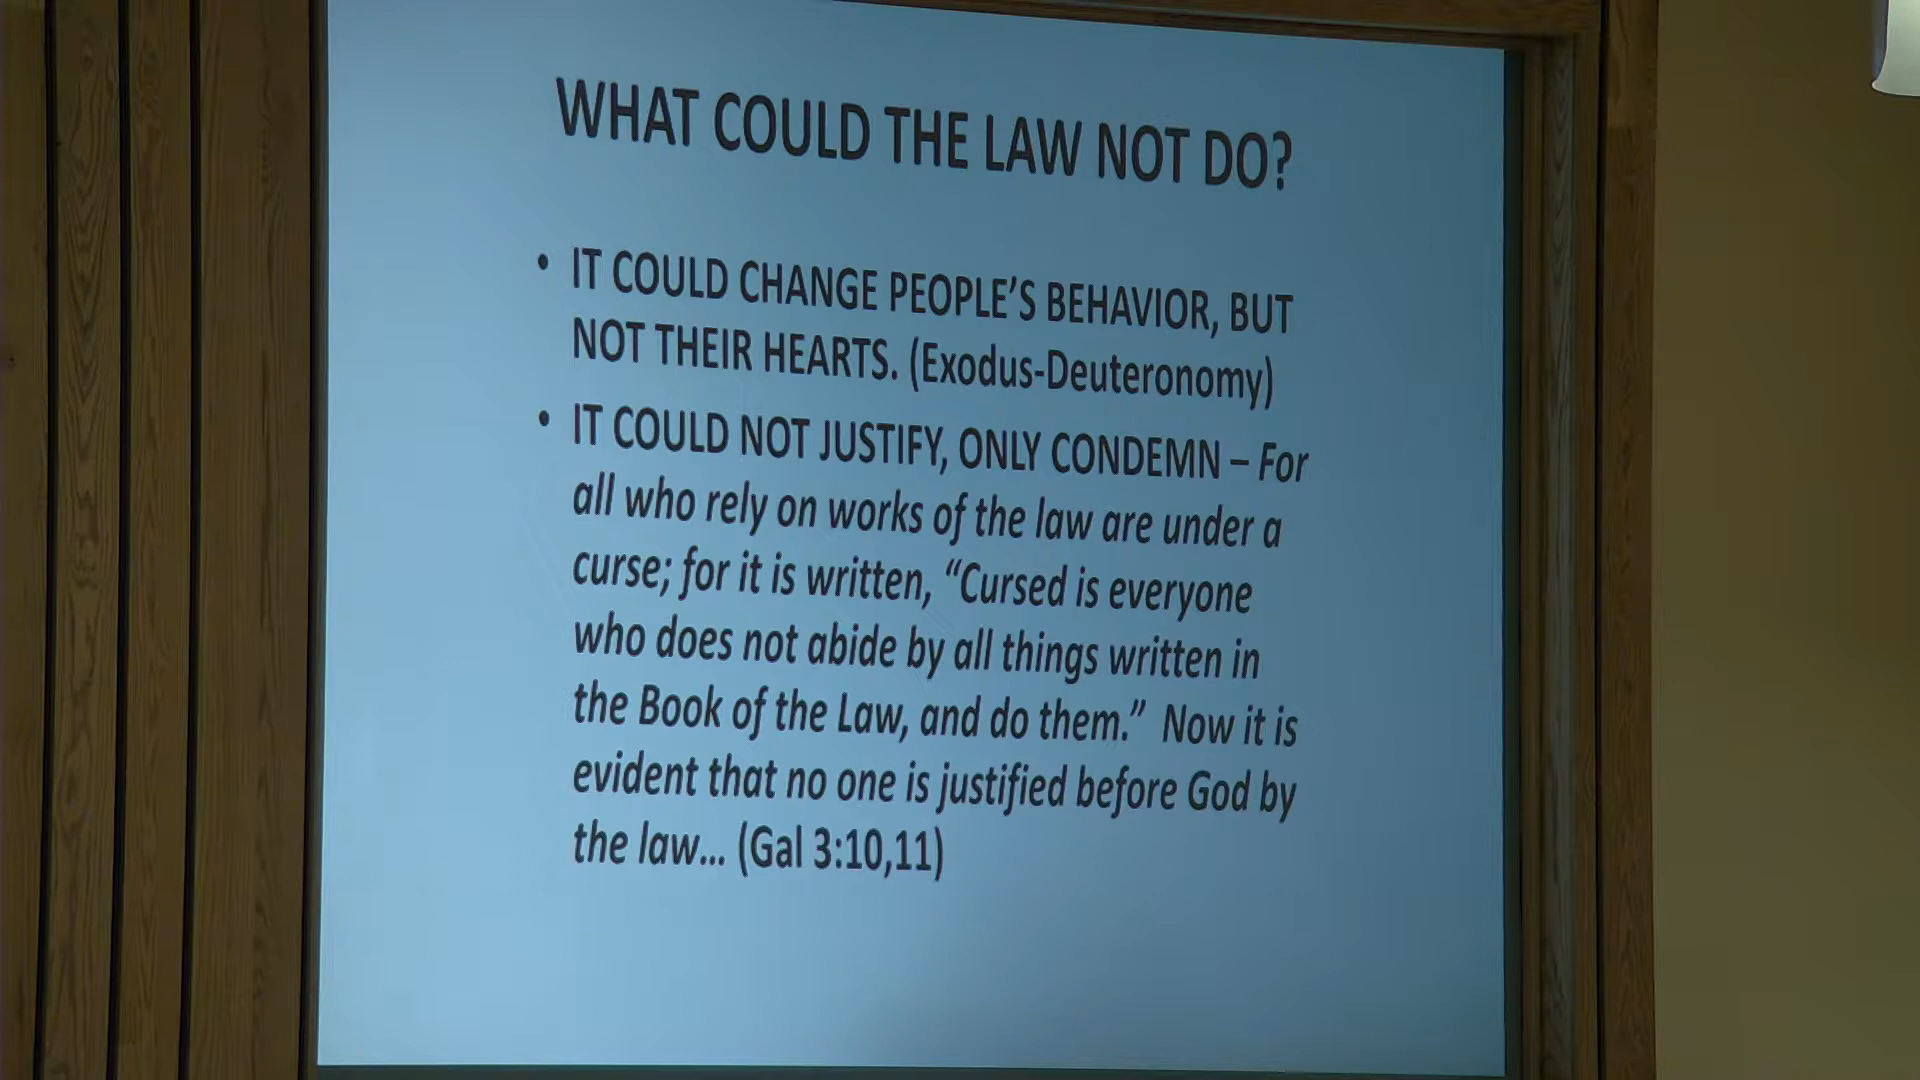 WHAT COULD THE LAW NOT DO?
• IT COULD CHANGE PEOPLE’S BEHAVIOR, BUT
NOT THEIR HEARTS. (Exodus-Deuteronomy)
• IT COULD NOT JUSTIFY, ONLY CONDEMN – For
all who rely on works of the law are under a
curse; for it is written, “Cursed is everyone
who does not abide by all things written in
the Book of the Law, and do them.” Now it is
evident that no one is justified before God by
the law... (Gal 3:10,11)